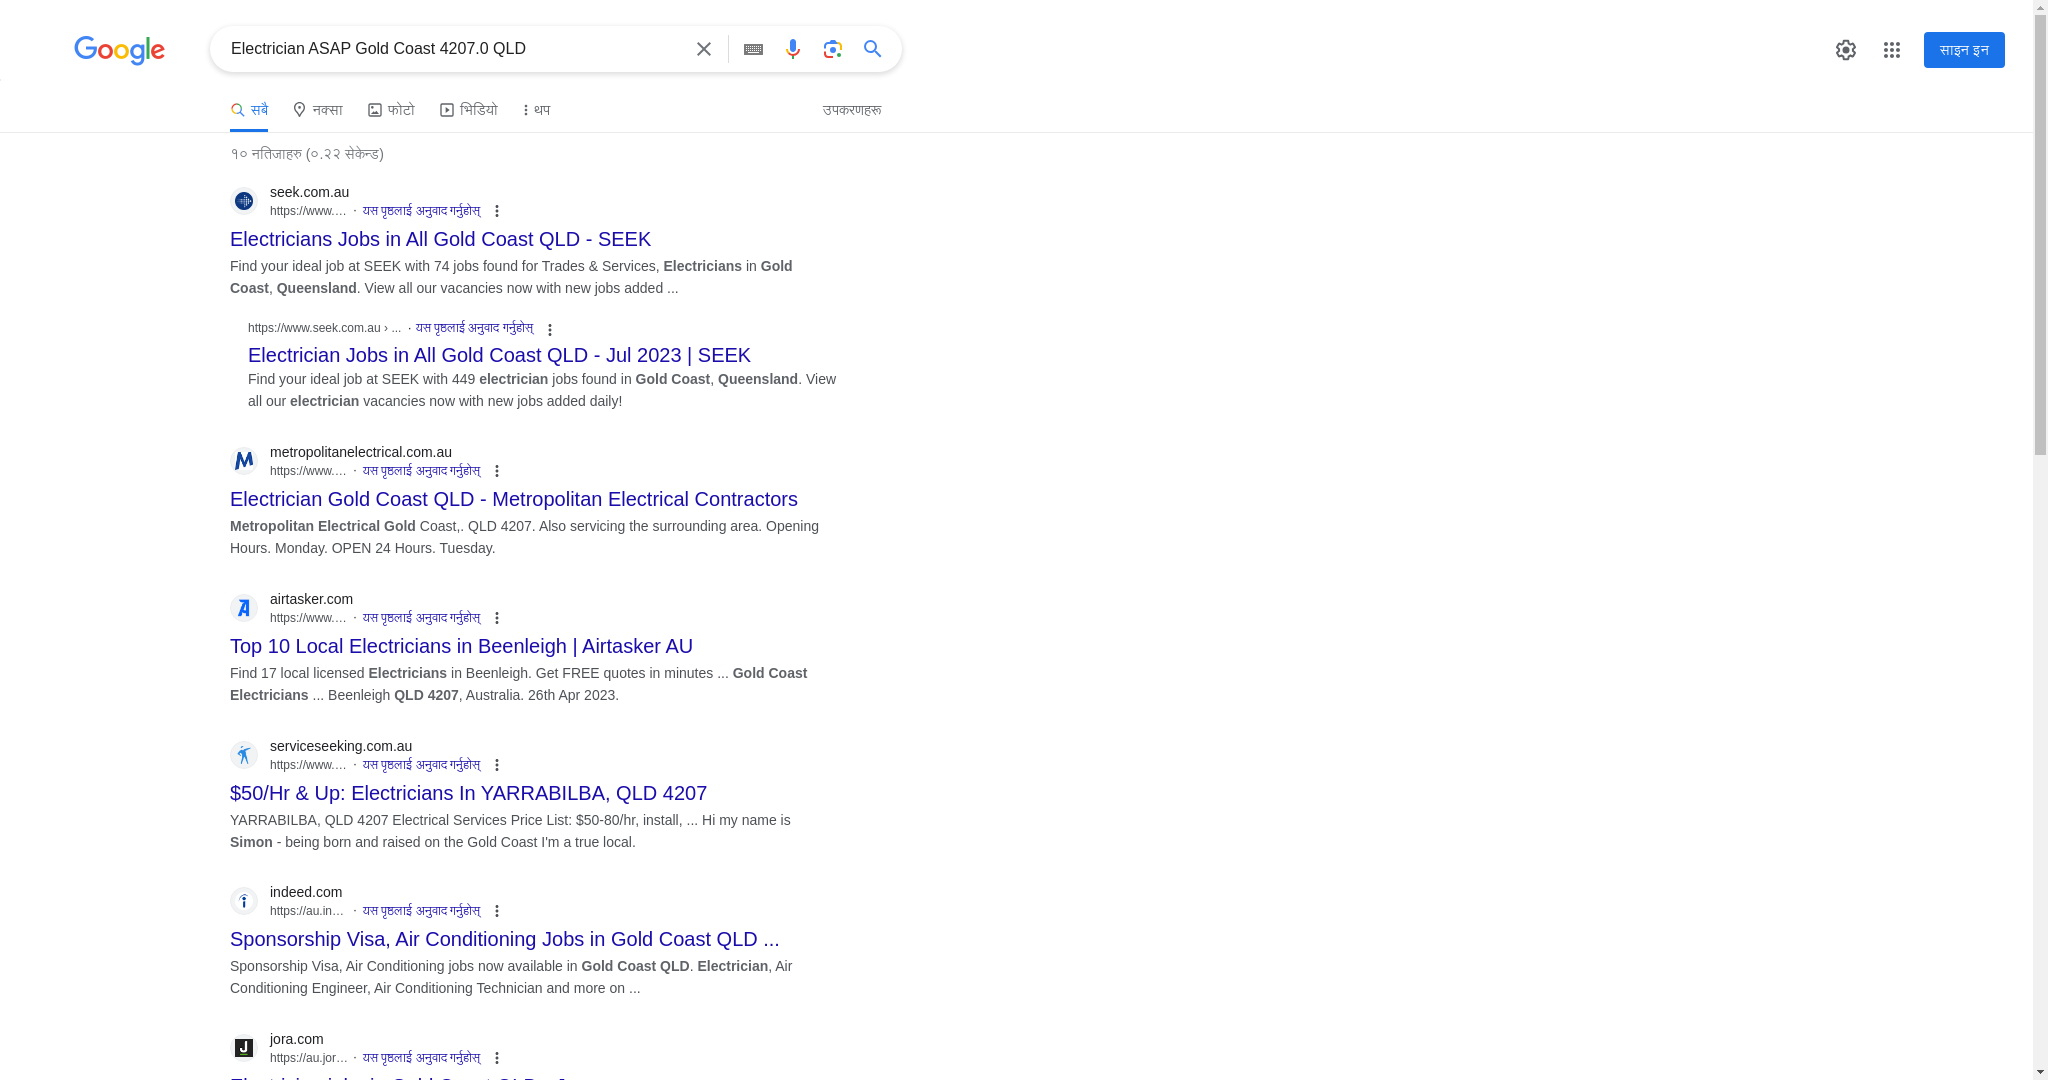 Google
Electrician ASAP Gold Coast 4207.0 QLD
साइन इन
सबै
नक्सा
फोटो
भिडियो
थप
उपकरणहरू
१० नतिजाहरु (०.२२ सेकेन्ड)
seek.com.au
https://www.… · यस पृष्ठलाई अनुवाद गर्नुहोस्
Electricians Jobs in All Gold Coast QLD - SEEK
Find your ideal job at SEEK with 74 jobs found for Trades & Services, Electricians in Gold
Coast, Queensland. View all our vacancies now with new jobs added ...
https://www.seek.com.au › ... · यस पृष्ठलाई अनुवाद गर्नुहोस्
Electrician Jobs in All Gold Coast QLD - Jul 2023 | SEEK
Find your ideal job at SEEK with 449 electrician jobs found in Gold Coast, Queensland. View
all our electrician vacancies now with new jobs added daily!
metropolitanelectrical.com.au
https://www.… · यस पृष्ठलाई अनुवाद गर्नुहोस्
Electrician Gold Coast QLD - Metropolitan Electrical Contractors
Metropolitan Electrical Gold Coast,. QLD 4207. Also servicing the surrounding area. Opening
Hours. Monday. OPEN 24 Hours. Tuesday.
airtasker.com
https://www.… · यस पृष्ठलाई अनुवाद गर्नुहोस्
Top 10 Local Electricians in Beenleigh | Airtasker AU
Find 17 local licensed Electricians in Beenleigh. Get FREE quotes in minutes ... Gold Coast
Electricians ... Beenleigh QLD 4207, Australia. 26th Apr 2023.
serviceseeking.com.au
https://www.… · यस पृष्ठलाई अनुवाद गर्नुहोस्
$50/Hr & Up: Electricians In YARRABILBA, QLD 4207
YARRABILBA, QLD 4207 Electrical Services Price List: $50-80/hr, install, ... Hi my name is
Simon - being born and raised on the Gold Coast I'm a true local.
indeed.com
https://au.in… · यस पृष्ठलाई अनुवाद गर्नुहोस्
Sponsorship Visa, Air Conditioning Jobs in Gold Coast QLD ...
Sponsorship Visa, Air Conditioning jobs now available in Gold Coast QLD. Electrician, Air
Conditioning Engineer, Air Conditioning Technician and more on ...
jora.com
https://au.jor… · यस पृष्ठलाई अनुवाद गर्नुहोस्